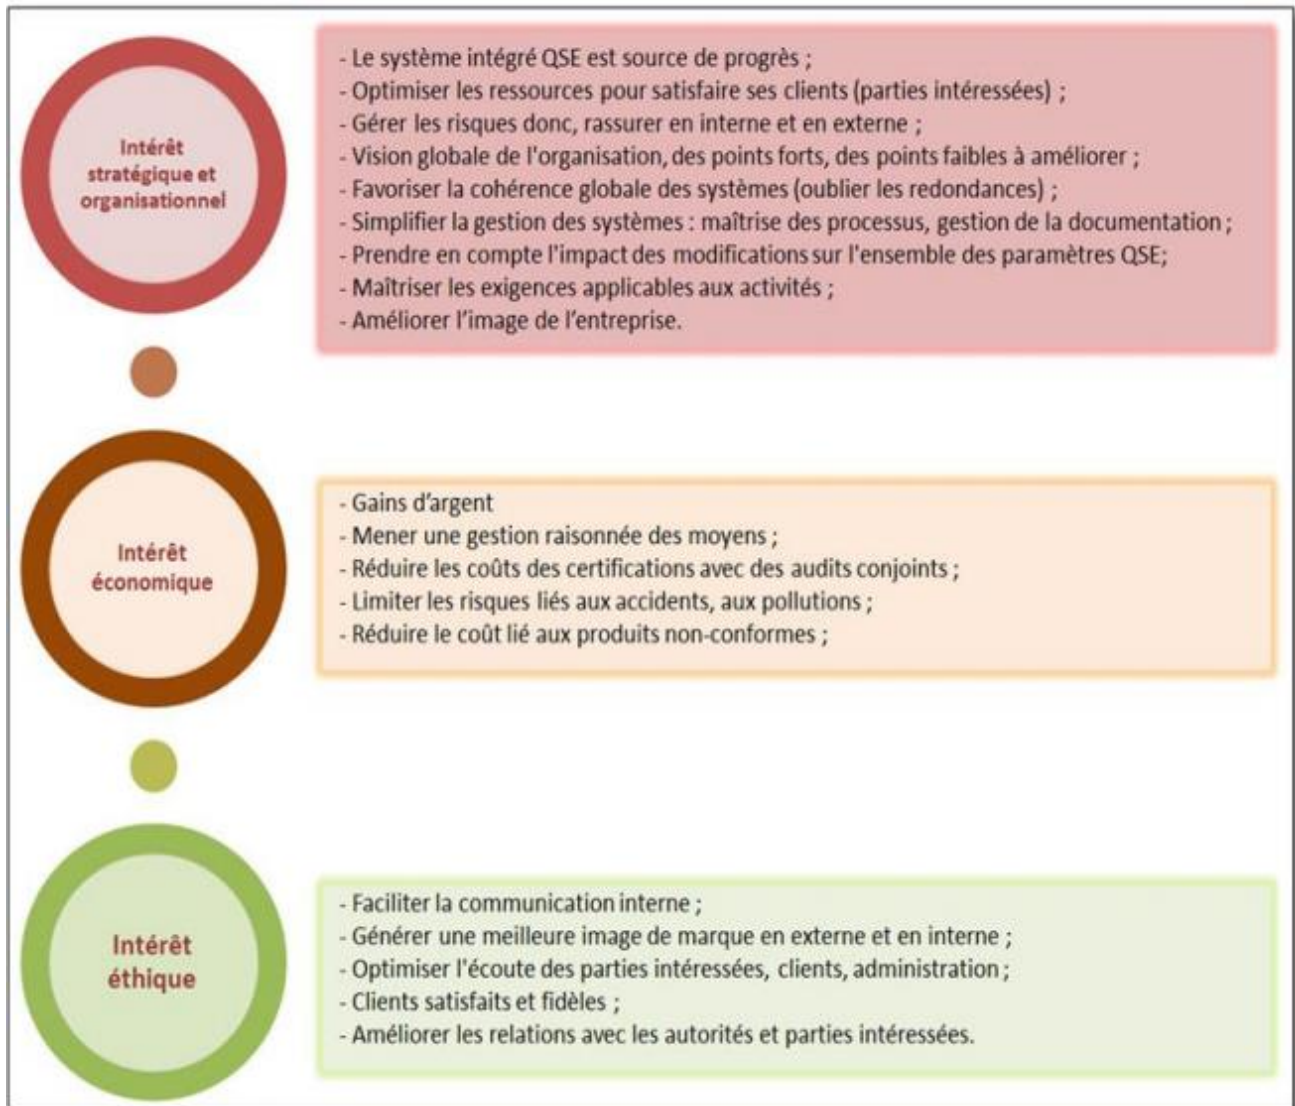 Intérêt
stratégique et
organisationnel
- Le système intégré QSE est source de progrès ;
- Optimiser les ressources pour satisfaire ses clients (parties intéressées) ;
- Gérer les risques donc, rassurer en interne et en externe ;
- Vision globale de l'organisation, des points forts, des points faibles à améliorer ;
- Favoriser la cohérence globale des systèmes (oublier les redondances) ;
- Simplifier la gestion des systèmes : maîtrise des processus, gestion de la documentation ;
- Prendre en compte l'impact des modifications sur l'ensemble des paramètres QSE;
- Maîtriser les exigences applicables aux activités ;
- Améliorer l’image de l’entreprise.
Intérêt
économique
- Gains d’argent
- Mener une gestion raisonnée des moyens ;
- Réduire les coûts des certifications avec des audits conjoints ;
- Limiter les risques liés aux accidents, aux pollutions ;
- Réduire le coût lié aux produits non-conformes ;
Intérêt
éthique
- Faciliter la communication interne ;
- Générer une meilleure image de marque en externe et en interne ;
- Optimiser l'écoute des parties intéressées, clients, administration ;
- Clients satisfaits et fidèles ;
- Améliorer les relations avec les autorités et parties intéressées.